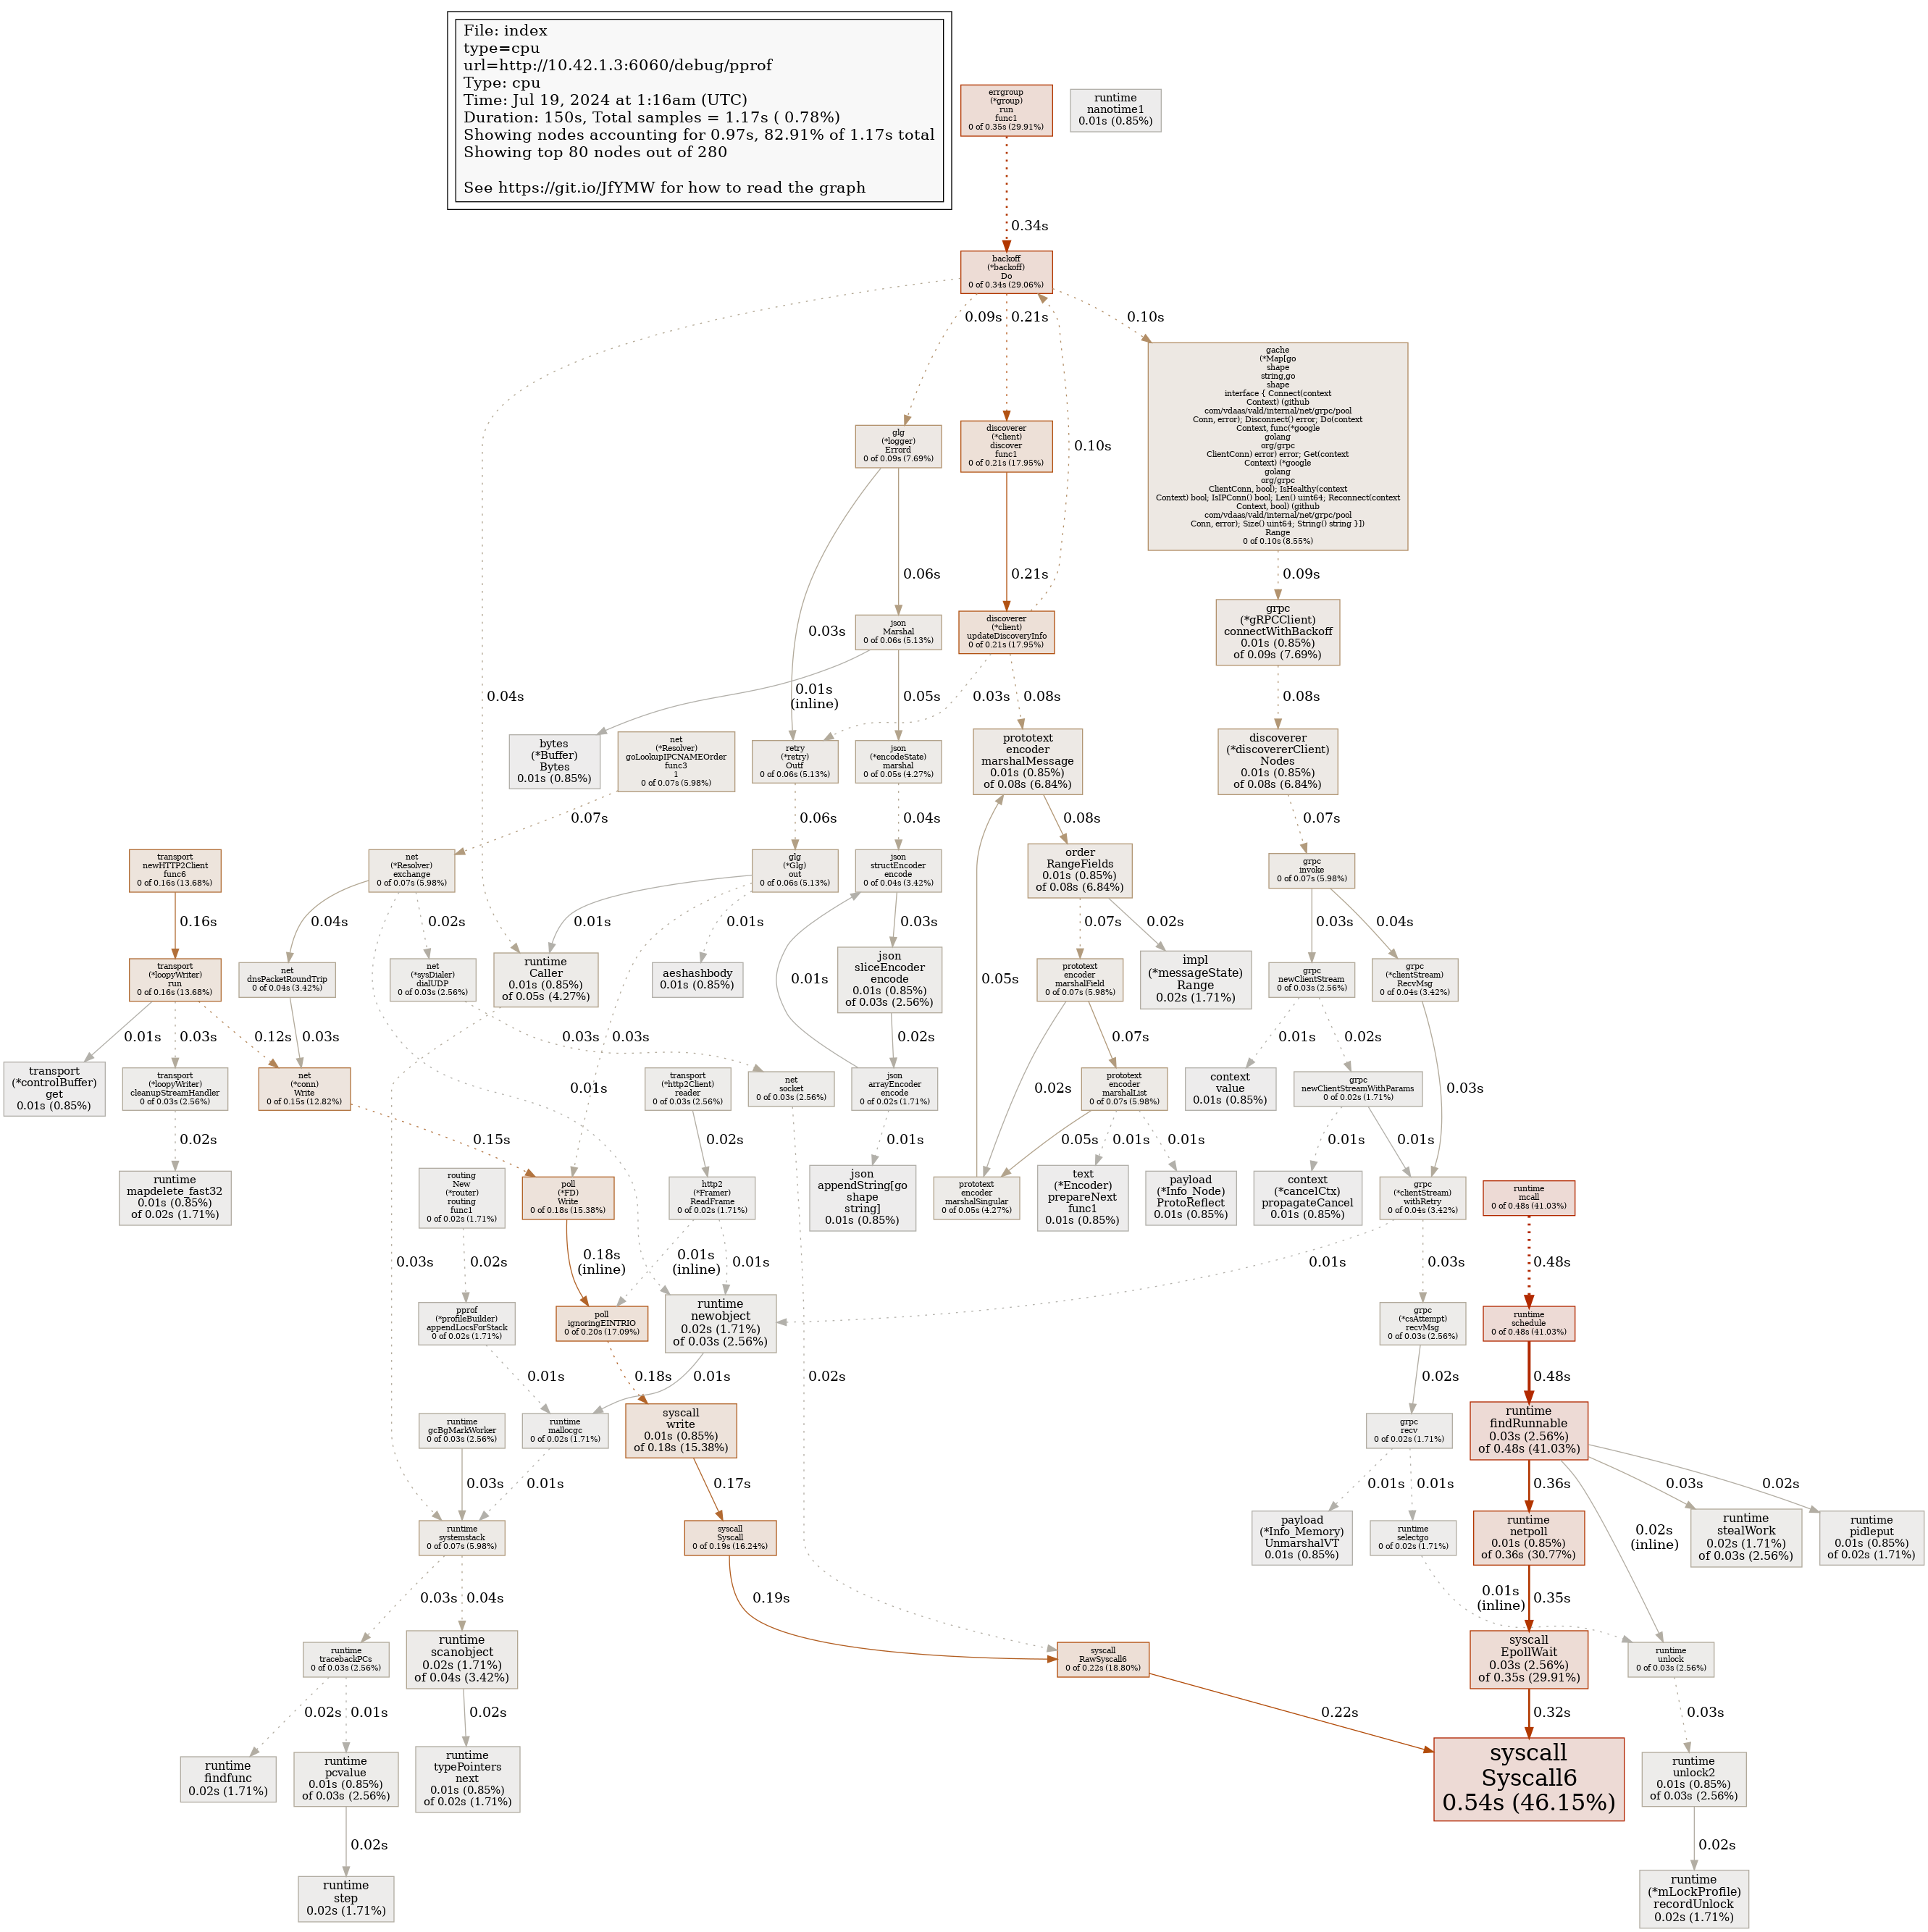 File: index
type=cpu
url=http://10.42.1.3:6060/debug/pprof
Type: cpu
Time: Jul 19, 2024 at 1:16am (UTC)
Duration: 150s, Total samples = 1.17s ( 0.78%)
Showing nodes accounting for 0.97s, 82.91% of 1.17s total
Showing top 80 nodes out of 280
See https://git.io/JfYMW for how to read the graph
errgroup
(*group)
run
func1
0 of 0.35s (29.91%)
runtime
nanotime1
0.01s (0.85%)
0.34s
backoff
(*backoff)
Do
0 of 0.34s (29.06%)
0.09s
0.21s
0.10s
gache
(*Map[go
shape
string,go
shape
interface { Connect(context
Context) (github
com/vdaas/vald/internal/net/grpc/pool
Conn, error); Disconnect() error; Do(context
Context, func(*google
golang
org/grpc
ClientConn) error) error; Get(context
Context) (*google
golang
org/grpc
ClientConn, bool); IsHealthy(context
Context) bool; IsIPConn() bool; Len() uint64; Reconnect(context
Context, bool) (github
com/vdaas/vald/internal/net/grpc/pool
Conn, error); Size() uint64; String() string }])
Range
0 of 0.10s (8.55%)
glg
(*logger)
Errord
0 of 0.09s (7.69%)
discoverer
(*client)
discover
func1
0 of 0.21s (17.95%)
0.10s
0.06s
0.21s
0.09s
0.03s
json
Marshal
0 of 0.06s (5.13%)
discoverer
(*client)
updateDiscoveryInfo
0 of 0.21s (17.95%)
grpc
(*gRPCClient)
connectWithBackoff
0.01s (0.85%)
of 0.09s (7.69%)
0.04s
0.01s
(inline)
0.05s
0.03s
0.08s
0.08s
bytes
(*Buffer)
Bytes
0.01s (0.85%)
net
(*Resolver)
goLookupIPCNAMEOrder
func3
1
0 of 0.07s (5.98%)
retry
(*retry)
Outf
0 of 0.06s (5.13%)
json
(*encodeState)
marshal
0 of 0.05s (4.27%)
prototext
encoder
marshalMessage
0.01s (0.85%)
of 0.08s (6.84%)
discoverer
(*discovererClient)
Nodes
0.01s (0.85%)
of 0.08s (6.84%)
0.07s
0.06s
0.04s
0.08s
0.07s
transport
newHTTP2Client
func6
0 of 0.16s (13.68%)
net
(*Resolver)
exchange
0 of 0.07s (5.98%)
glg
(*Glg)
out
0 of 0.06s (5.13%)
json
structEncoder
encode
0 of 0.04s (3.42%)
order
RangeFields
0.01s (0.85%)
of 0.08s (6.84%)
grpc
invoke
0 of 0.07s (5.98%)
0.16s
0.04s
0.02s
0.01s
0.01s
0.03s
0.07s
0.02s
0.03s
0.04s
transport
(*loopyWriter)
run
0 of 0.16s (13.68%)
net
dnsPacketRoundTrip
0 of 0.04s (3.42%)
net
(*sysDialer)
dialUDP
0 of 0.03s (2.56%)
runtime
Caller
0.01s (0.85%)
of 0.05s (4.27%)
aeshashbody
0.01s (0.85%)
0.01s
json
sliceEncoder
encode
0.01s (0.85%)
of 0.03s (2.56%)
0.05s
prototext
encoder
marshalField
0 of 0.07s (5.98%)
impl
(*messageState)
Range
0.02s (1.71%)
grpc
newClientStream
0 of 0.03s (2.56%)
grpc
(*clientStream)
RecvMsg
0 of 0.04s (3.42%)
0.01s
0.03s
0.12s
0.03s
0.03s
0.03s
0.02s
0.07s
0.01s
0.02s
transport
(*controlBuffer)
get
0.01s (0.85%)
transport
(*loopyWriter)
cleanupStreamHandler
0 of 0.03s (2.56%)
net
(*conn)
Write
0 of 0.15s (12.82%)
0.01s
transport
(*http2Client)
reader
0 of 0.03s (2.56%)
net
socket
0 of 0.03s (2.56%)
json
arrayEncoder
encode
0 of 0.02s (1.71%)
0.02s
prototext
encoder
marshalList
0 of 0.07s (5.98%)
context
value
0.01s (0.85%)
grpc
newClientStreamWithParams
0 of 0.02s (1.71%)
0.03s
0.02s
0.15s
0.02s
0.01s
0.05s
0.01s
0.01s
0.01s
0.01s
runtime
mapdelete_fast32
0.01s (0.85%)
of 0.02s (1.71%)
routing
New
(*router)
routing
func1
0 of 0.02s (1.71%)
poll
(*FD)
Write
0 of 0.18s (15.38%)
http2
(*Framer)
ReadFrame
0 of 0.02s (1.71%)
json
appendString[go
shape
string]
0.01s (0.85%)
prototext
encoder
marshalSingular
0 of 0.05s (4.27%)
text
(*Encoder)
prepareNext
func1
0.01s (0.85%)
payload
(*Info_Node)
ProtoReflect
0.01s (0.85%)
context
(*cancelCtx)
propagateCancel
0.01s (0.85%)
grpc
(*clientStream)
withRetry
0 of 0.04s (3.42%)
runtime
mcall
0 of 0.48s (41.03%)
0.03s
0.02s
0.18s
(inline)
0.01s
(inline)
0.01s
0.01s
0.03s
0.48s
pprof
(*profileBuilder)
appendLocsForStack
0 of 0.02s (1.71%)
poll
ignoringEINTRIO
0 of 0.20s (17.09%)
runtime
newobject
0.02s (1.71%)
of 0.03s (2.56%)
grpc
(*csAttempt)
recvMsg
0 of 0.03s (2.56%)
runtime
schedule
0 of 0.48s (41.03%)
0.01s
0.18s
0.01s
0.02s
0.02s
0.48s
runtime
gcBgMarkWorker
0 of 0.03s (2.56%)
runtime
mallocgc
0 of 0.02s (1.71%)
syscall
write
0.01s (0.85%)
of 0.18s (15.38%)
grpc
recv
0 of 0.02s (1.71%)
runtime
findRunnable
0.03s (2.56%)
of 0.48s (41.03%)
0.03s
0.01s
0.17s
0.01s
0.01s
0.36s
0.03s
0.02s
runtime
systemstack
0 of 0.07s (5.98%)
syscall
Syscall
0 of 0.19s (16.24%)
payload
(*Info_Memory)
UnmarshalVT
0.01s (0.85%)
runtime
selectgo
0 of 0.02s (1.71%)
runtime
netpoll
0.01s (0.85%)
of 0.36s (30.77%)
0.02s
(inline)
runtime
stealWork
0.02s (1.71%)
of 0.03s (2.56%)
runtime
pidleput
0.01s (0.85%)
of 0.02s (1.71%)
0.03s
0.04s
0.19s
0.01s
(inline)
0.35s
runtime
tracebackPCs
0 of 0.03s (2.56%)
runtime
scanobject
0.02s (1.71%)
of 0.04s (3.42%)
syscall
RawSyscall6
0 of 0.22s (18.80%)
syscall
EpollWait
0.03s (2.56%)
of 0.35s (29.91%)
runtime
unlock
0 of 0.03s (2.56%)
0.02s
0.01s
0.02s
0.22s
0.32s
0.03s
runtime
findfunc
0.02s (1.71%)
runtime
pcvalue
0.01s (0.85%)
of 0.03s (2.56%)
runtime
typePointers
next
0.01s (0.85%)
of 0.02s (1.71%)
syscall
Syscall6
0.54s (46.15%)
runtime
unlock2
0.01s (0.85%)
of 0.03s (2.56%)
0.02s
0.02s
runtime
step
0.02s (1.71%)
runtime
(*mLockProfile)
recordUnlock
0.02s (1.71%)